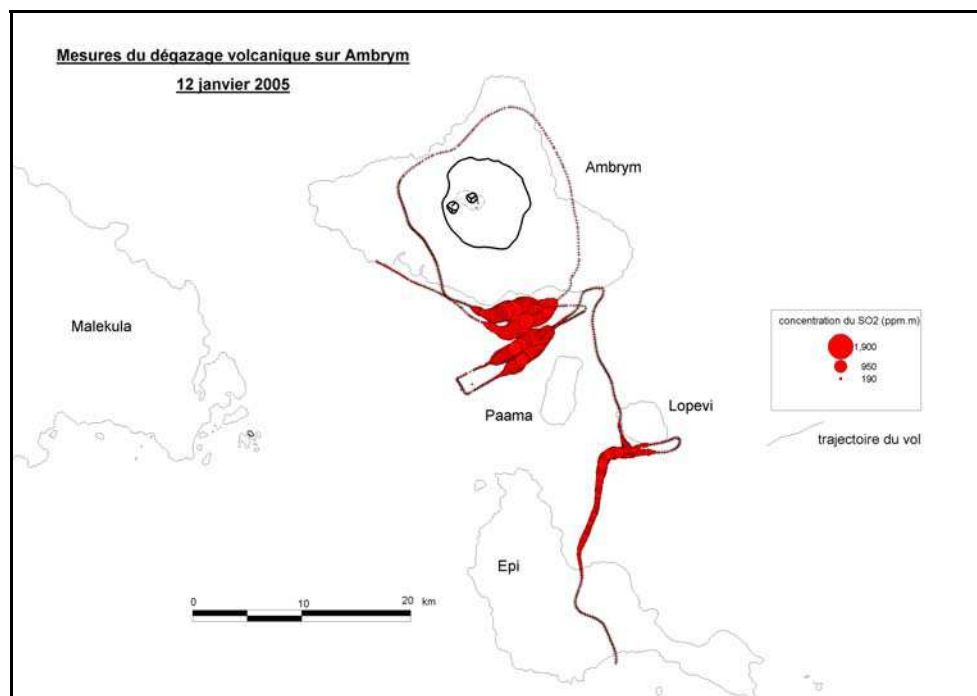 Mesures du dégazage volcanique sur Ambrym
12 janvier 2005
Ambrym
Malekula
concentration du SO2 (ppm.m)
1,900
950
190
Paama
Lopevi
trajectoire du vol
Epi
0 10 20 km